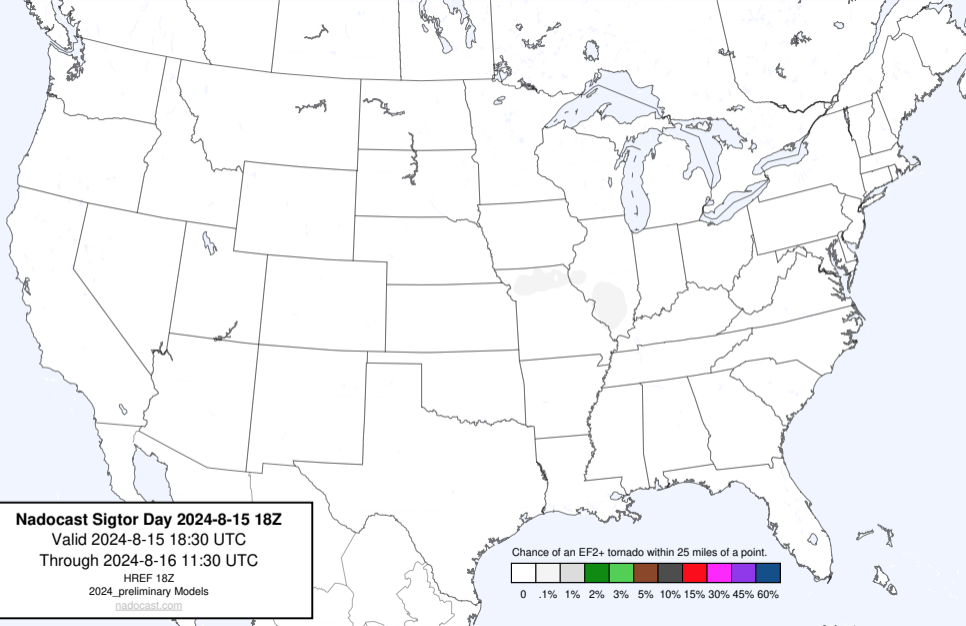 Nadocast Sigtor Day 2024-8-15 18Z
Valid 2024-8-15 18:30 UTC
Through 2024-8-16 11:30 UTC
HREF 18Z
2024_preliminary Models
nadocast.com
Chance of an EF2+ tornado within 25 miles of a point.
0 .1% 1% 2% 3% 5% 10% 15% 30% 45% 60%